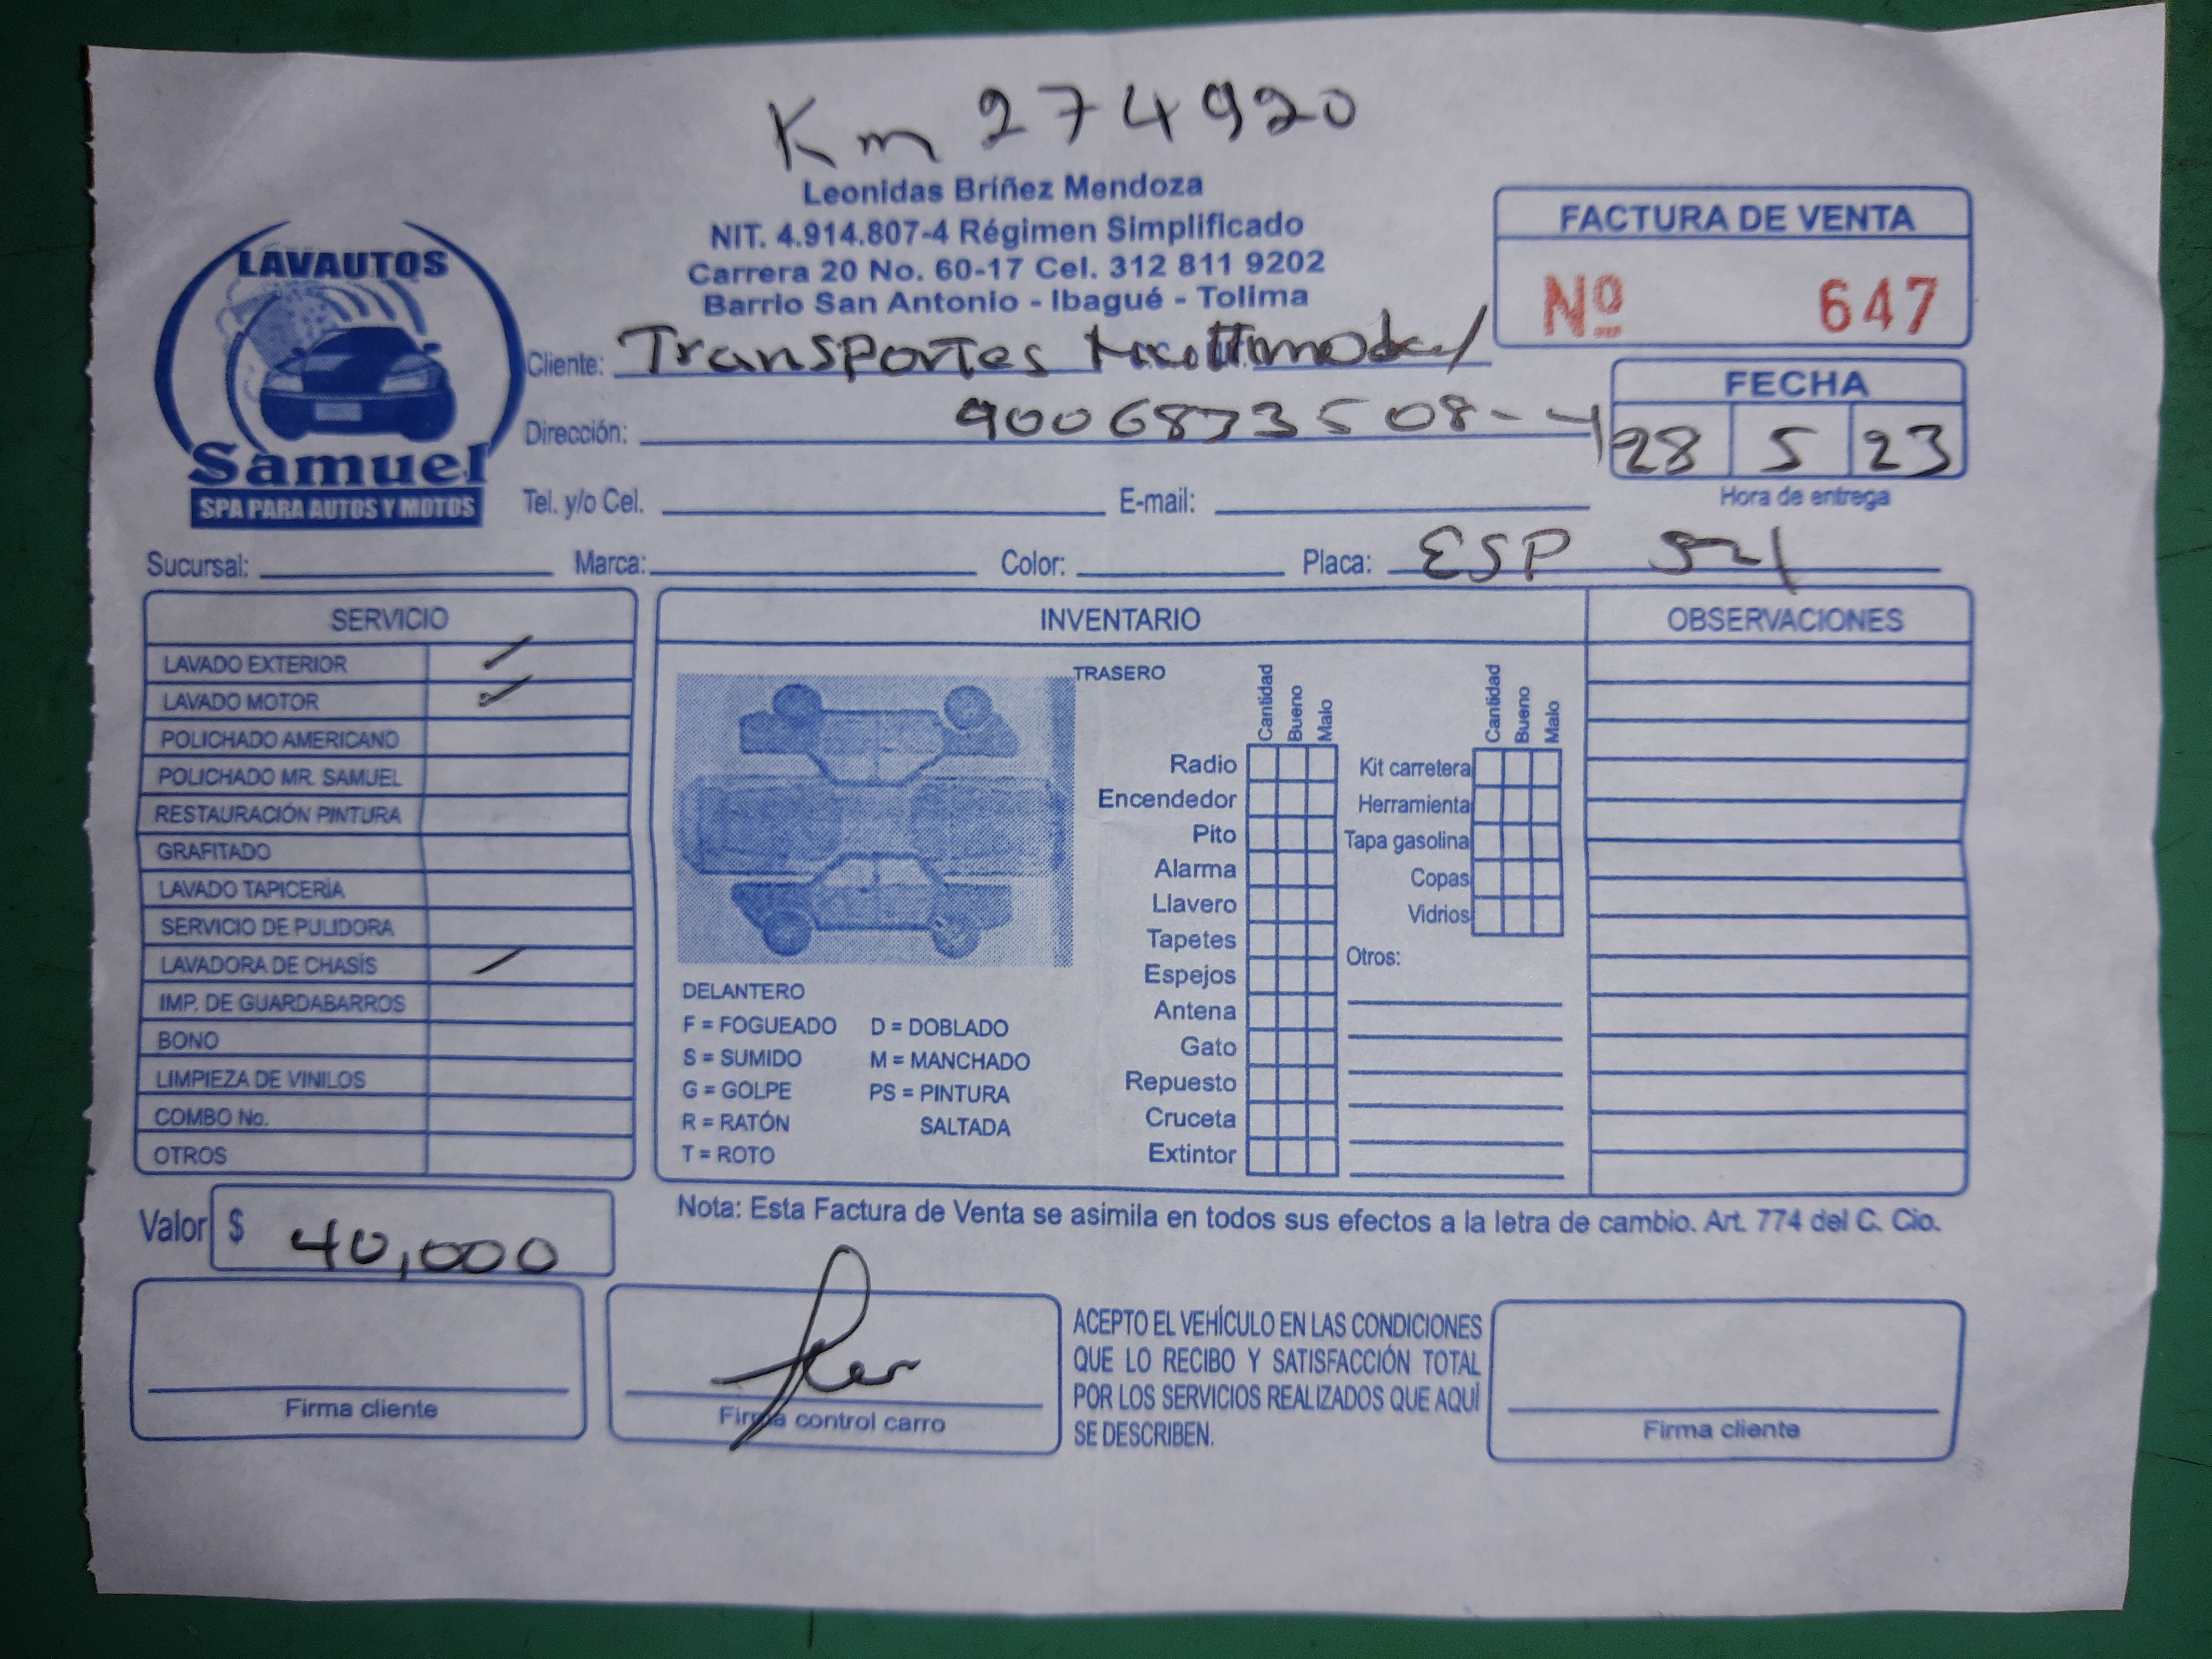 Km 274920
Leonidas Bríñez Mendoza
NIT. 4.914.807-4 Régimen Simplificado
Carrera 20 No. 60-17 Cel. 312 811 9202
Barrio San Antonio - Ibagué - Tolima
LAVAUTOS
Samuel
SPA PARA AUTOS Y MOTOS
FACTURA DE VENTA
Nº 647
Cliente: Transportes Multimodal
Dirección: 9006873508-4
FECHA
28 5 23
Hora de entrega
Tel. y/o Cel. E-mail:
Sucursal: Marca: Color: Placa: ESP 521
SERVICIO
LAVADO EXTERIOR
LAVADO MOTOR
POLICHADO AMERICANO
POLICHADO MR. SAMUEL
RESTAURACIÓN PINTURA
GRAFITADO
LAVADO TAPICERÍA
SERVICIO DE PULIDORA
LAVADORA DE CHASÍS
IMP. DE GUARDABARROS
BONO
LIMPIEZA DE VINILOS
COMBO No.
OTROS
INVENTARIO
TRASERO
DELANTERO
F = FOGUEADO D = DOBLADO
S = SUMIDO M = MANCHADO
G = GOLPE PS = PINTURA
R = RATÓN SALTADA
T = ROTO
Cantidad Bueno Malo
Radio
Encendedor
Pito
Alarma
Llavero
Tapetes
Espejos
Antena
Gato
Repuesto
Cruceta
Extintor
Cantidad Bueno Malo
Kit carretera
Herramienta
Tapa gasolina
Copas
Vidrios
Otros:
OBSERVACIONES
Valor $ 40,000
Nota: Esta Factura de Venta se asimila en todos sus efectos a la letra de cambio. Art. 774 del C. Cio.
Firma cliente
Firma control carro
ACEPTO EL VEHÍCULO EN LAS CONDICIONES
QUE LO RECIBO Y SATISFACCIÓN TOTAL
POR LOS SERVICIOS REALIZADOS QUE AQUÍ
SE DESCRIBEN.
Firma cliente